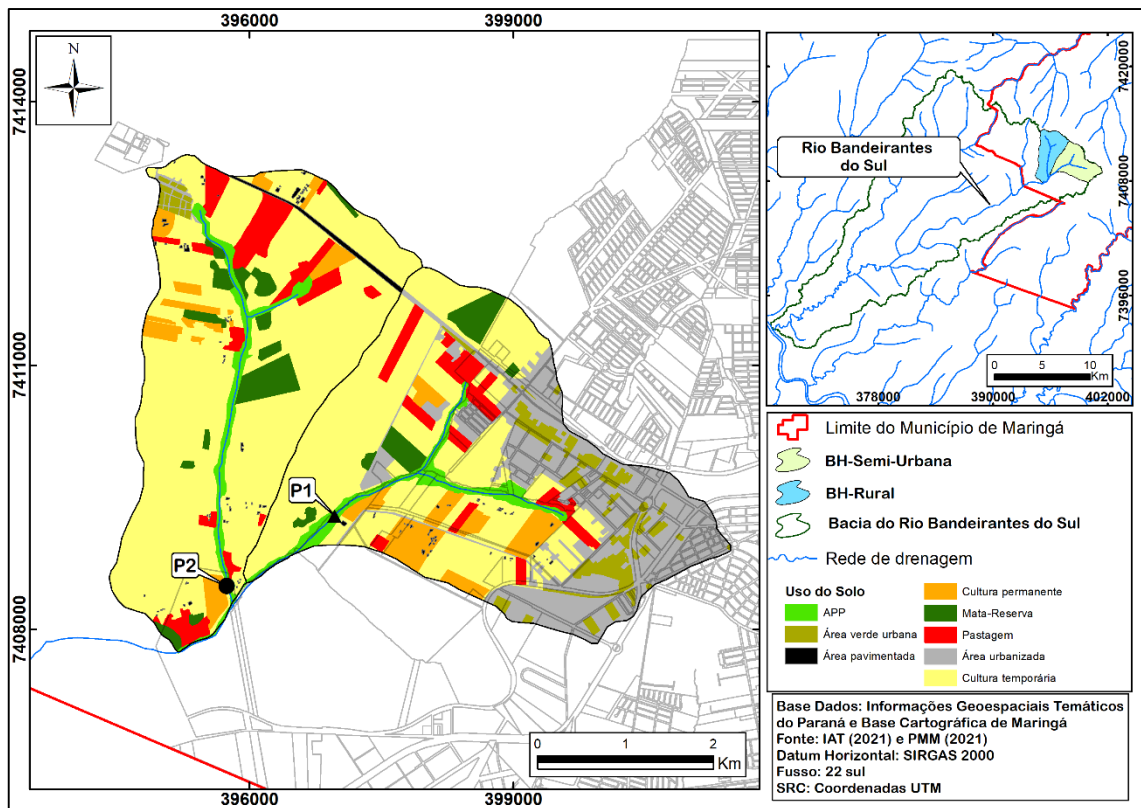 396000
399000
N
7414000
7411000
7408000
P1
P2
0
1
2
Km
396000
399000
Rio Bandeirantes
do Sul
7420000
7408000
7396000
0
5
10
Km
378000
390000
402000
Limite do Município de Maringá
BH-Semi-Urbana
BH-Rural
Bacia do Rio Bandeirantes do Sul
Rede de drenagem
Uso do Solo
APP
Área verde urbana
Área pavimentada
Cultura permanente
Mata-Reserva
Pastagem
Área urbanizada
Cultura temporária
Base Dados: Informações Geoespaciais Temáticos
do Paraná e Base Cartográfica de Maringá
Fonte: IAT (2021) e PMM (2021)
Datum Horizontal: SIRGAS 2000
Fusso: 22 sul
SRC: Coordenadas UTM